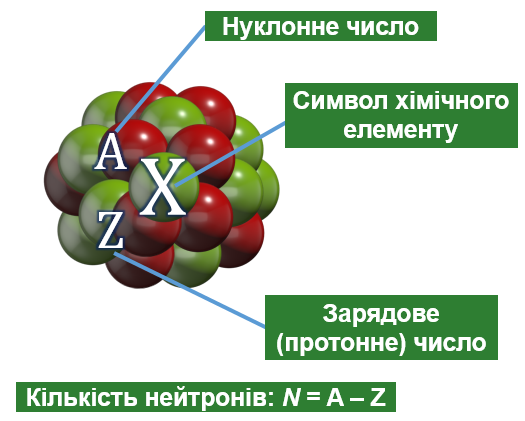 Нуклонне число
Символ хімічного
елементу
A
X
Z
Зарядове
(протонне) число
Кількість нейтронів: N = A – Z